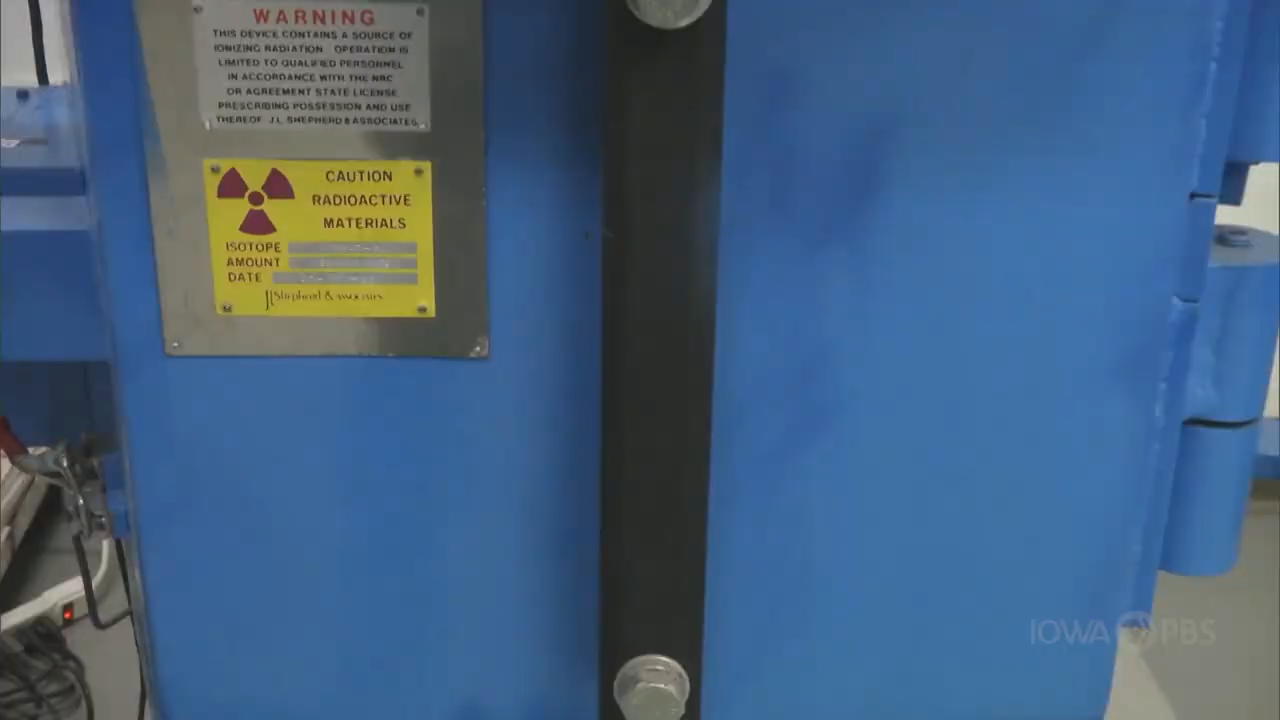 WARNING
THIS DEVICE CONTAINS A SOURCE OF
IONIZING RADIATION OPERATION IS
LIMITED TO QUALIFIED PERSONNEL
IN ACCORDANCE WITH THE NRC
OR AGREEMENT STATE LICENSE
PRESCRIBING POSSESSION AND USE
THEREOF J.L. SHEPHERD & ASSOCIATES
CAUTION
RADIOACTIVE
MATERIALS
ISOTOPE
AMOUNT
DATE
JL Shepherd & Associates
IOWA PBS